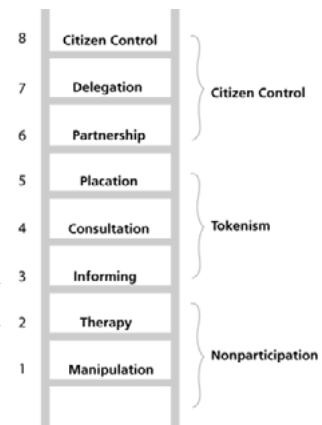 8 Citizen Control
7 Delegation
Citizen Control
6 Partnership
5 Placation
4 Consultation
Tokenism
3 Informing
2 Therapy
Nonparticipation
1 Manipulation